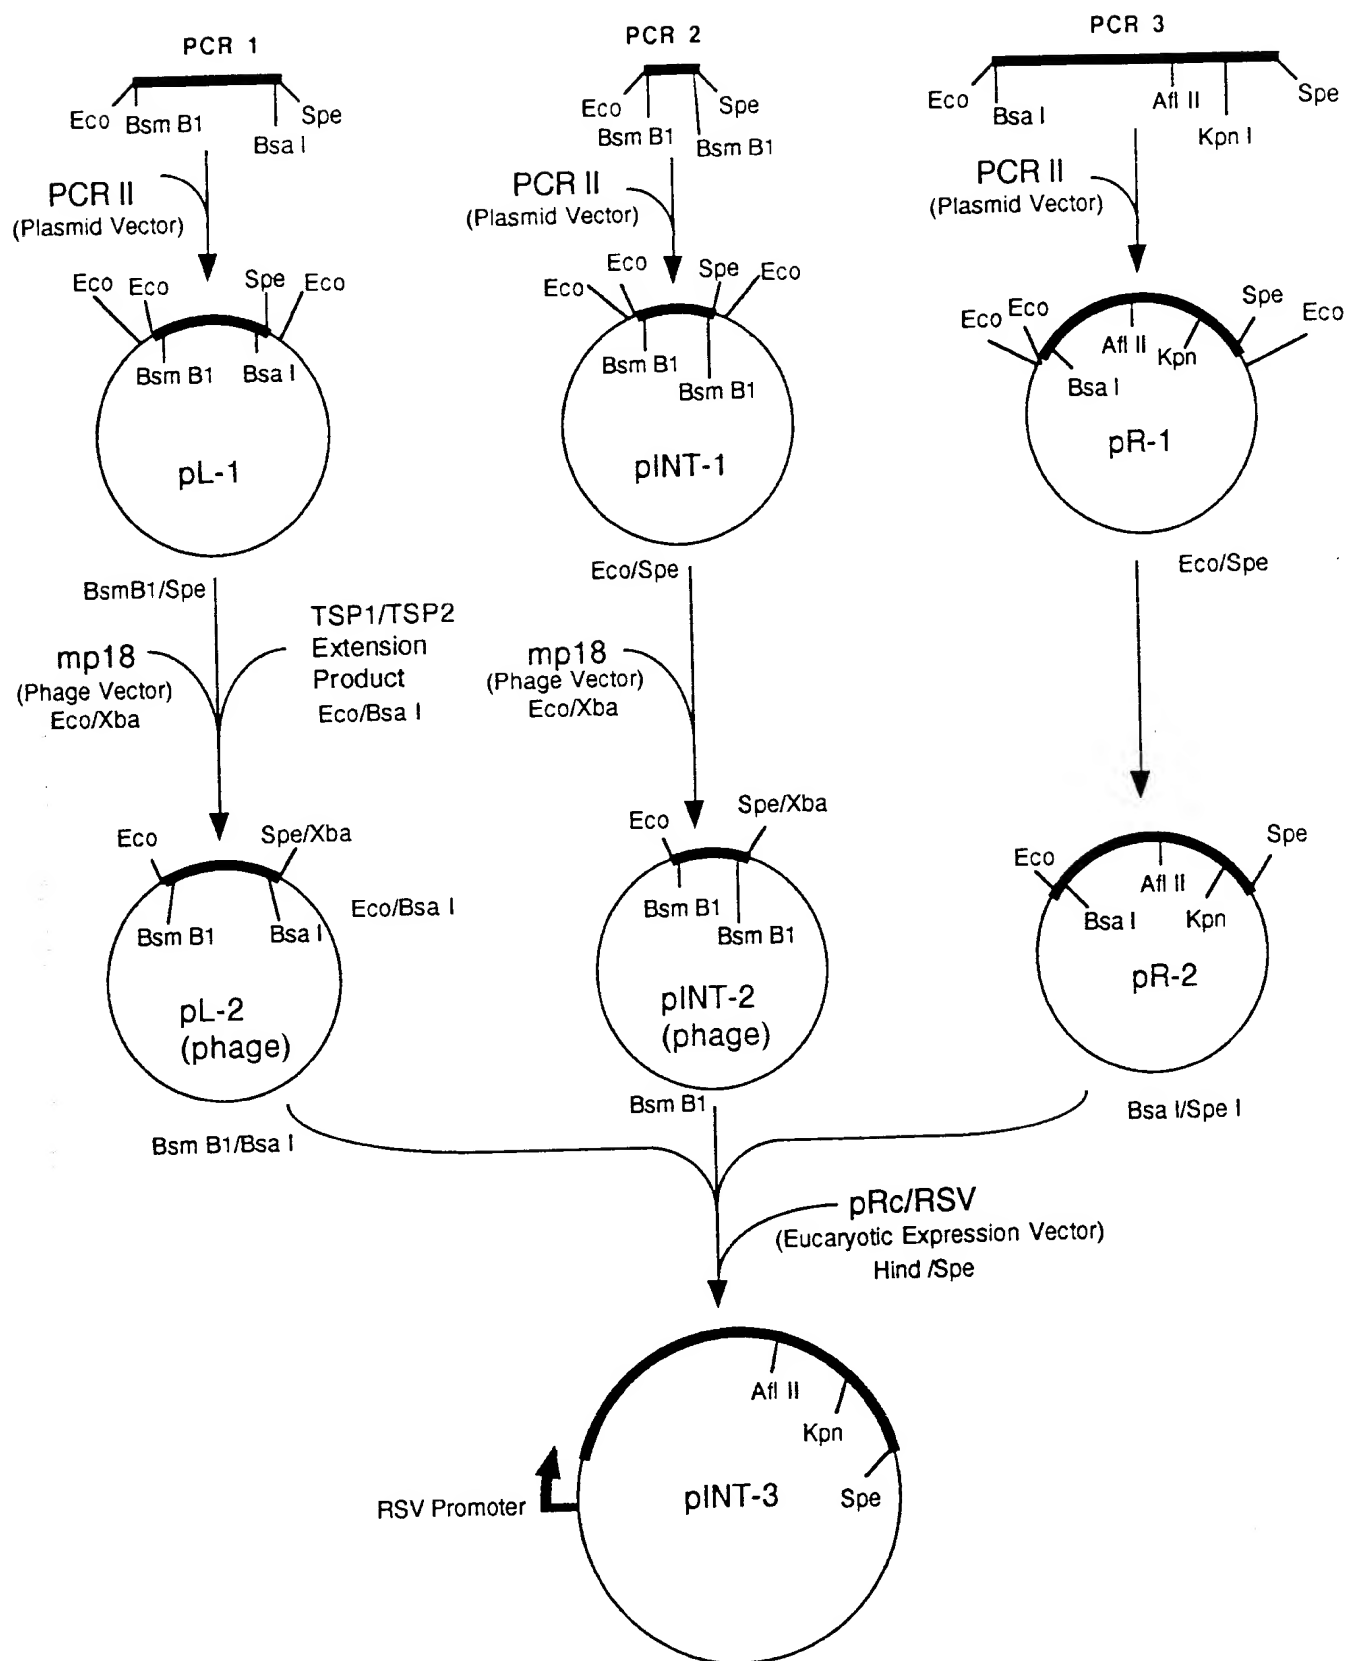 PCR 1
PCR 2
PCR 3
Eco
Bsm B1
Bsa I
Spe
Eco
Bsm B1
Spe
Bsm B1
Eco
Bsa I
Afl II
Kpn I
Spe
PCR II
(Plasmid Vector)
PCR II
(Plasmid Vector)
PCR II
(Plasmid Vector)
Eco
Eco
Spe
Eco
Bsm B1
Bsa I
pL-1
Eco
Eco
Spe
Eco
Bsm B1
Bsm B1
pINT-1
Eco
Eco
Spe
Eco
Afl II
Kpn
Bsa I
pR-1
BsmB1/Spe
TSP1/TSP2
Extension
Product
Eco/Bsa I
mp18
(Phage Vector)
Eco/Xba
Eco/Spe
mp18
(Phage Vector)
Eco/Xba
Eco/Spe
Eco
Spe/Xba
Bsm B1
Bsa I
Eco/Bsa I
pL-2
(phage)
Eco
Spe/Xba
Bsm B1
Bsm B1
pINT-2
(phage)
Eco
Spe
Afl II
Bsa I
Kpn
pR-2
Bsm B1/Bsa I
Bsm B1
Bsa I/Spe I
pRc/RSV
(Eucaryotic Expression Vector)
Hind /Spe
Afl II
Kpn
Spe
RSV Promoter
pINT-3